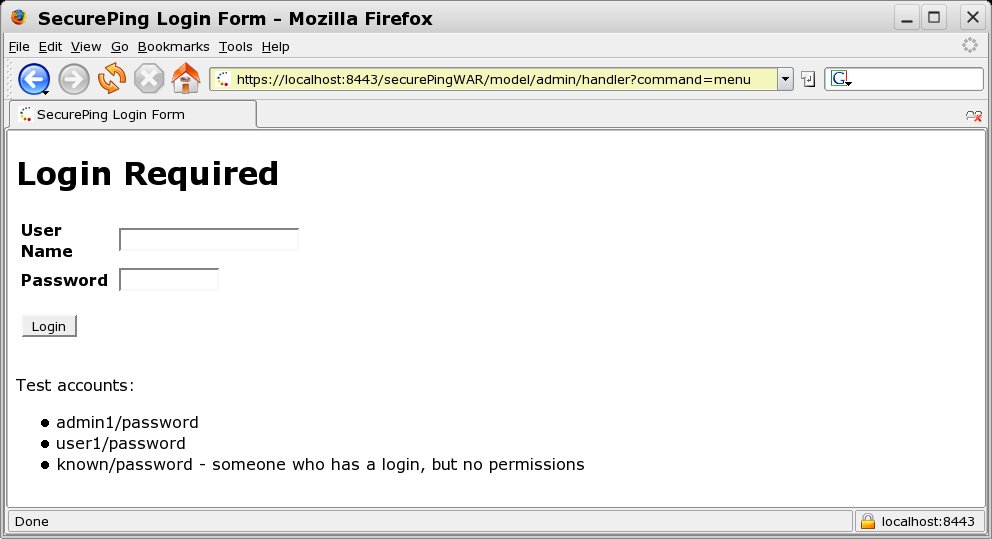 SecurePing Login Form - Mozilla Firefox
File Edit View Go Bookmarks Tools Help
https://localhost:8443/securePingWAR/model/admin/handler?command=menu
G
SecurePing Login Form
Login Required
User
Name
Password
Login
Test accounts:
admin1/password
user1/password
known/password - someone who has a login, but no permissions
Done
localhost:8443